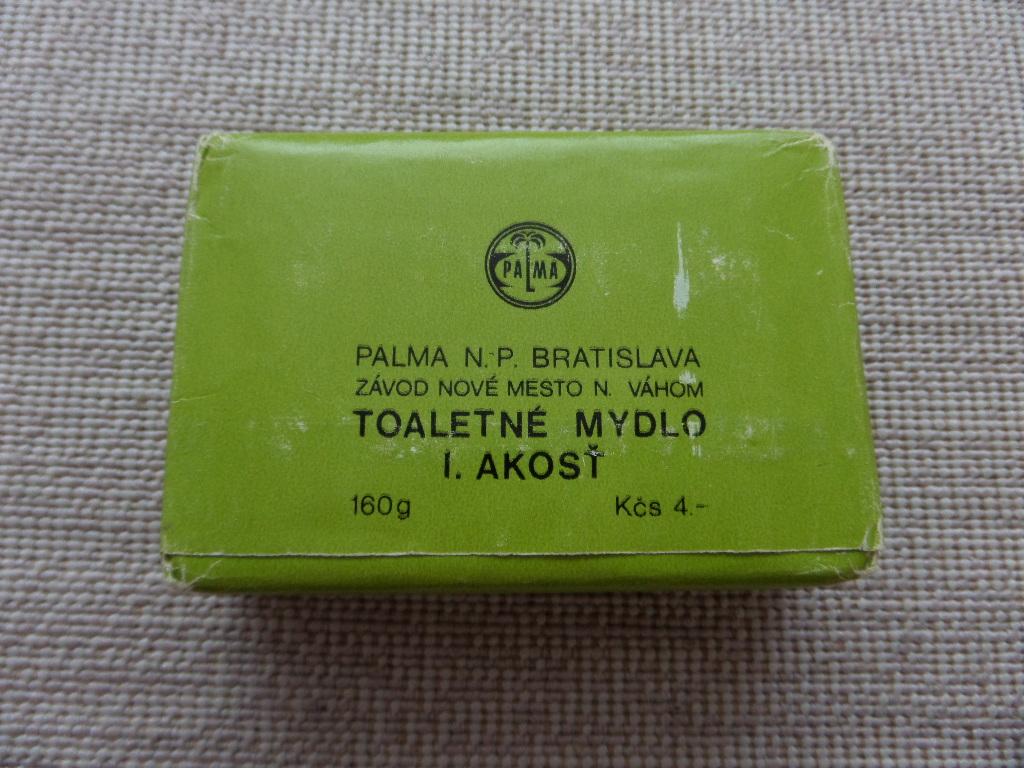 PALMA
PALMA N. P. BRATISLAVA
ZÁVOD NOVÉ MESTO N. VÁHOM
TOALETNÉ MYDLO
I. AKOSŤ
160g Kčs 4.-